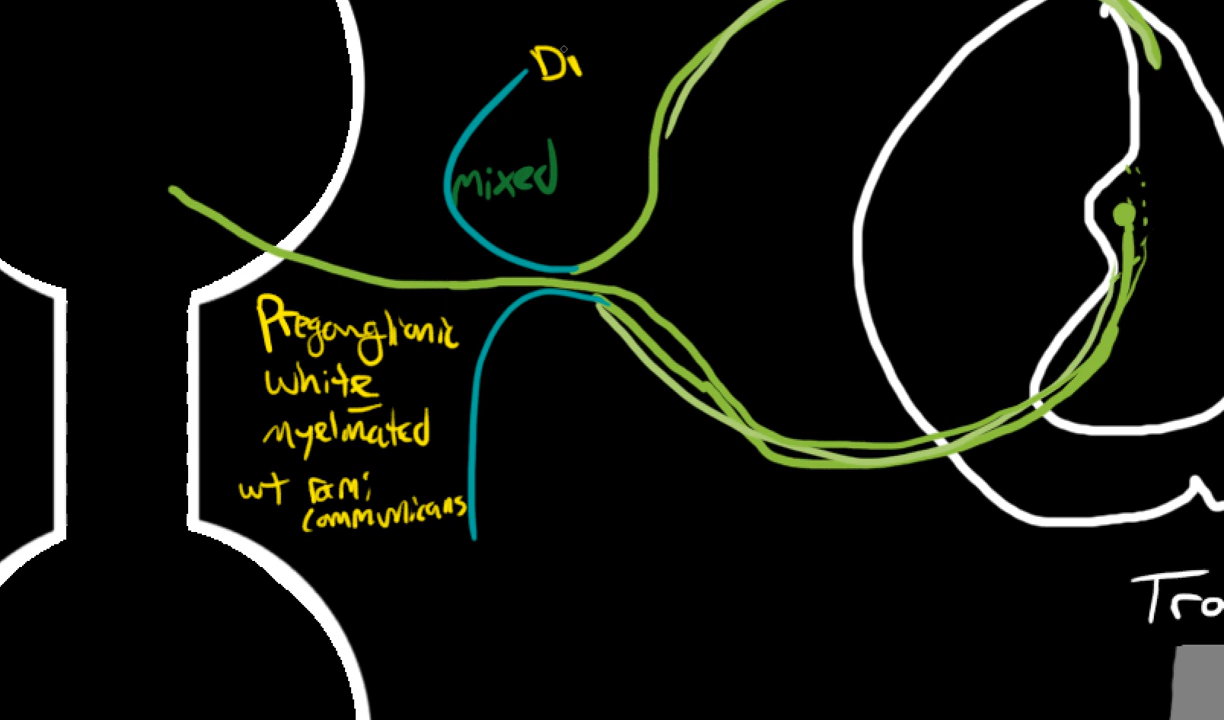 Di
mixed
Preganglionic
white
myelinated
wt rami
communicans
Tro